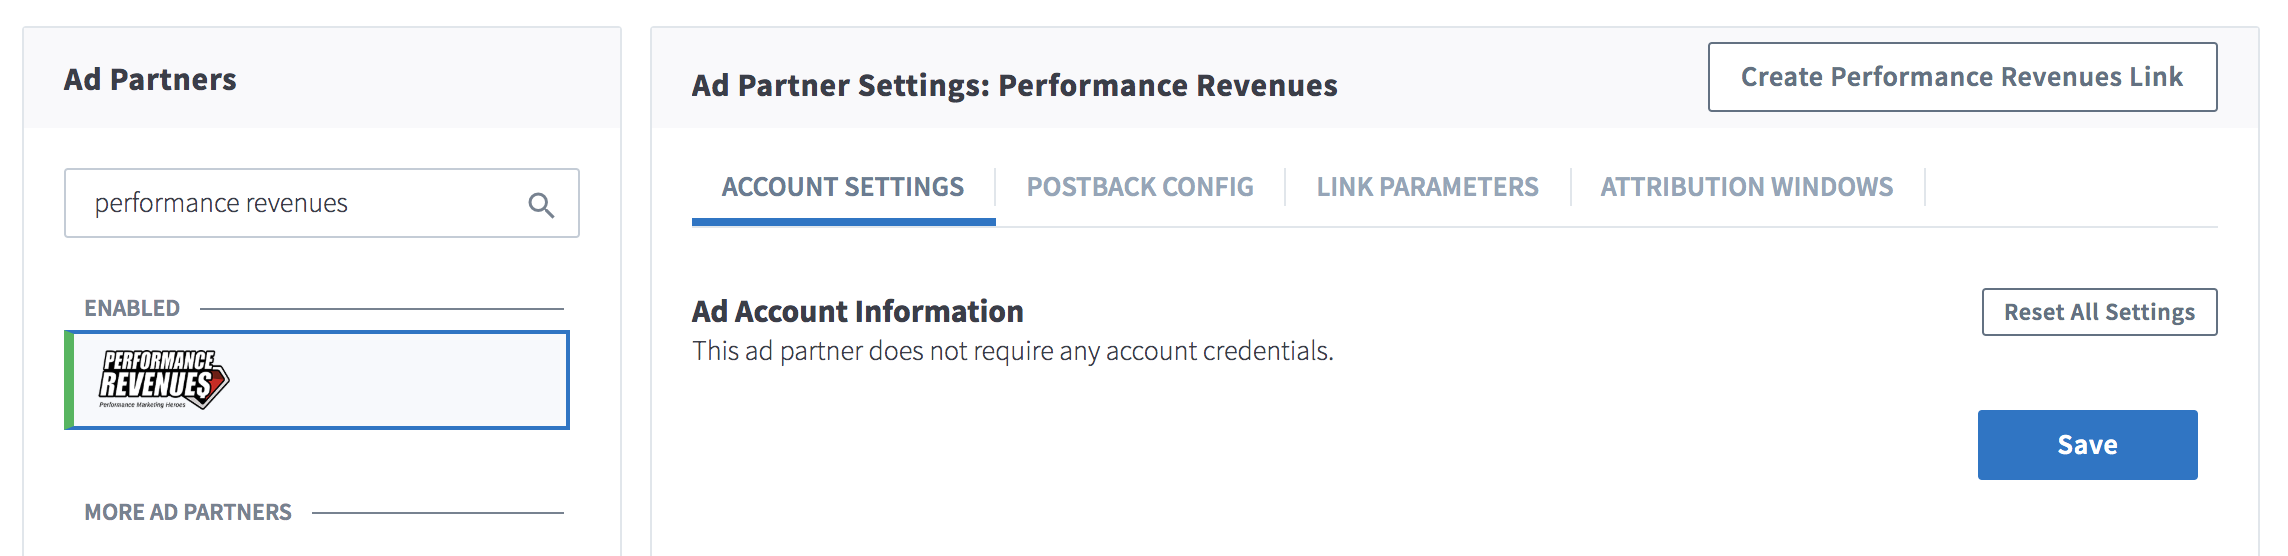 Ad Partners
performance revenues
ENABLED
PERFORMANCE
REVENUES
Performance Marketing Heroes
MORE AD PARTNERS
Ad Partner Settings: Performance Revenues
Create Performance Revenues Link
ACCOUNT SETTINGS
POSTBACK CONFIG
LINK PARAMETERS
ATTRIBUTION WINDOWS
Ad Account Information
Reset All Settings
This ad partner does not require any account credentials.
Save